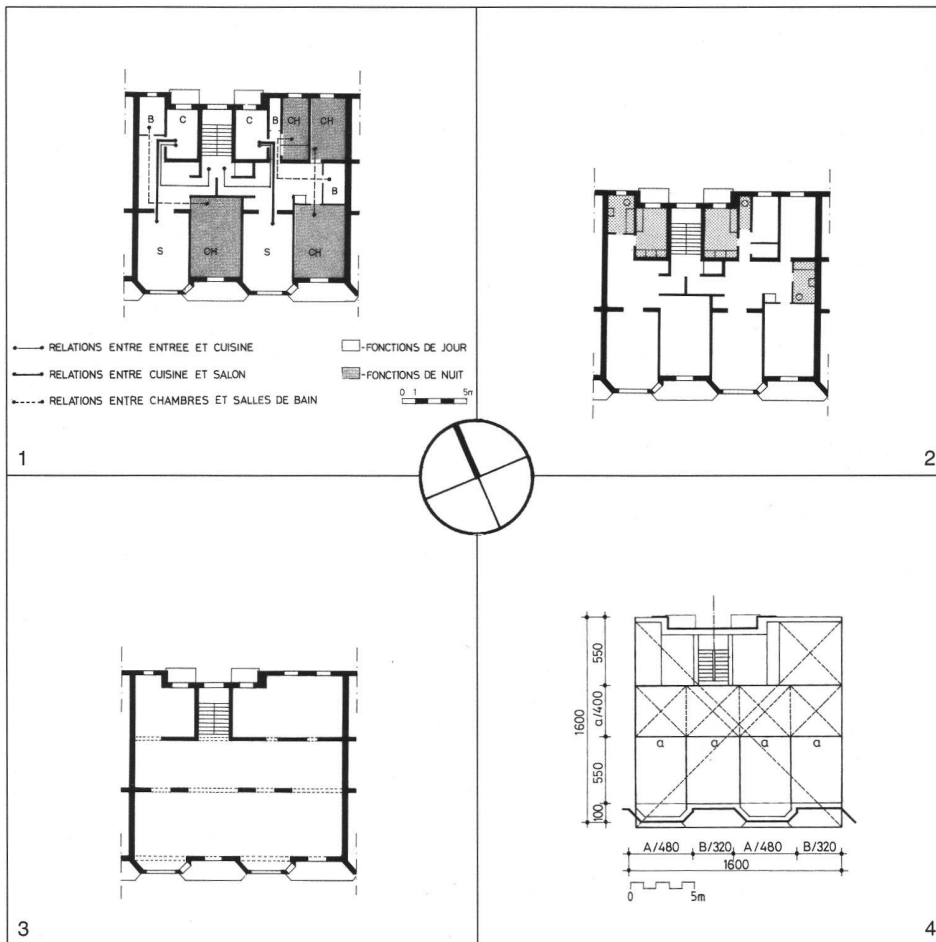 B C C B CH CH
B
S CH S CH
RELATIONS ENTRE ENTREE ET CUISINE
RELATIONS ENTRE CUISINE ET SALON
RELATIONS ENTRE CHAMBRES ET SALLES DE BAIN
-FONCTIONS DE JOUR
-FONCTIONS DE NUIT
0 1 5m
1
2
3
550
a/400
550
100
1600
a a a a
A/480 B/320 A/480 B/320
1600
0 5m
4